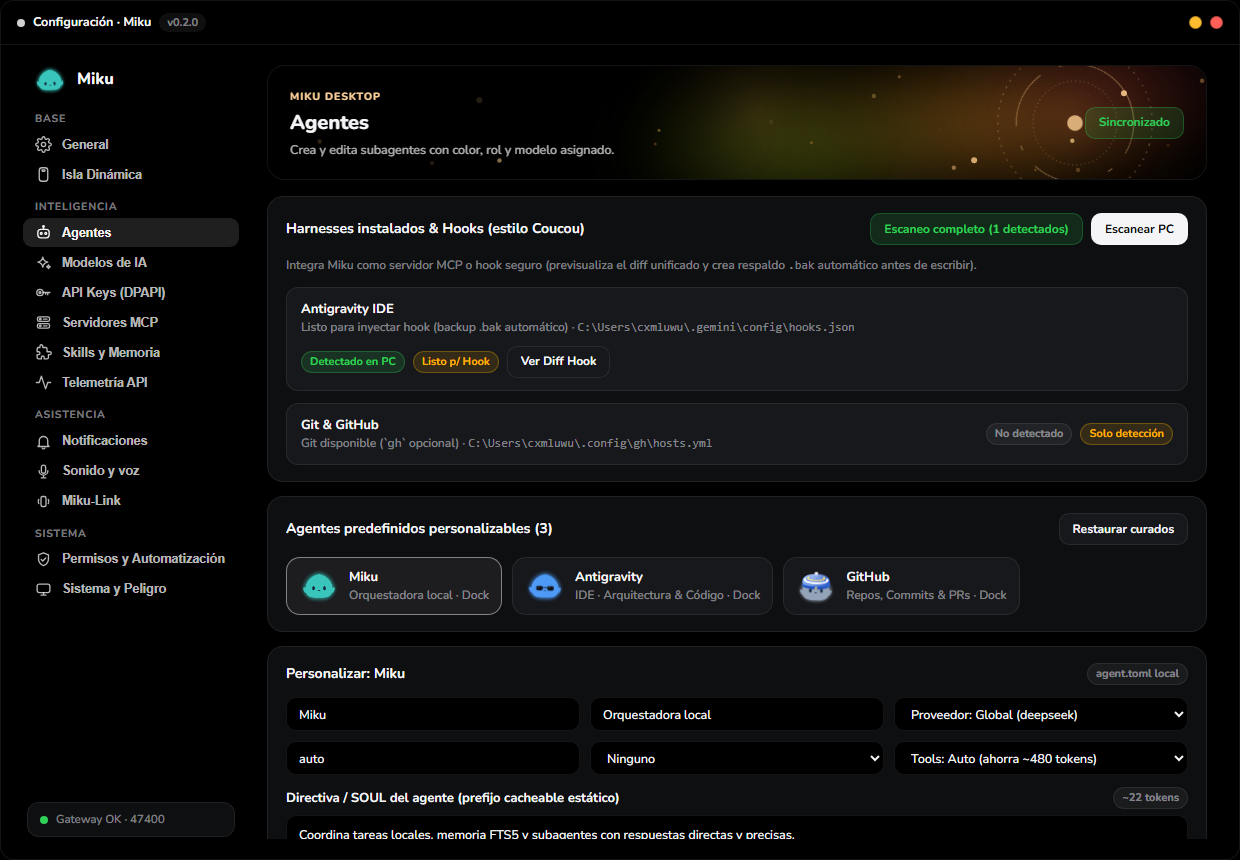 Configuración · Miku v0.2.0
Miku
BASE
General
Isla Dinámica
INTELIGENCIA
Agentes
Modelos de IA
API Keys (DPAPI)
Servidores MCP
Skills y Memoria
Telemetría API
ASISTENCIA
Notificaciones
Sonido y voz
Miku-Link
SISTEMA
Permisos y Automatización
Sistema y Peligro
Gateway OK · 47400
MIKU DESKTOP
Agentes
Crea y edita subagentes con color, rol y modelo asignado.
Sincronizado
Harnesses instalados & Hooks (estilo Coucou)
Escaneo completo (1 detectados)
Escanear PC
Integra Miku como servidor MCP o hook seguro (previsualiza el diff unificado y crea respaldo .bak automático antes de escribir).
Antigravity IDE
Listo para inyectar hook (backup .bak automático) · C:\Users\cxmluwu\.gemini\config\hooks.json
Detectado en PC
Listo p/ Hook
Ver Diff Hook
Git & GitHub
Git disponible (`gh` opcional) · C:\Users\cxmluwu\.config\gh\hosts.yml
No detectado
Solo detección
Agentes predefinidos personalizables (3)
Restaurar curados
Miku
Orquestadora local · Dock
Antigravity
IDE · Arquitectura & Código · Dock
GitHub
Repos, Commits & PRs · Dock
Personalizar: Miku
agent.toml local
Miku
Orquestadora local
Proveedor: Global (deepseek)
auto
Ninguno
Tools: Auto (ahorra ~480 tokens)
Directiva / SOUL del agente (prefijo cacheable estático)
~22 tokens
Coordina tareas locales, memoria FTS5 y subagentes con respuestas directas y precisas.